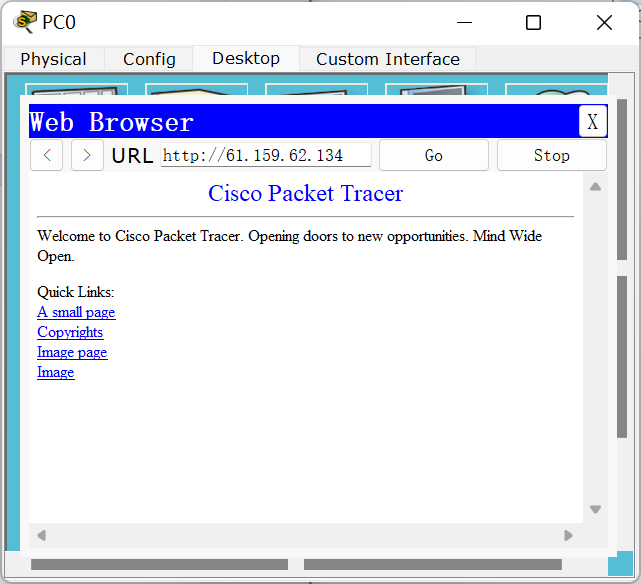 PC0
Physical Config Desktop Custom Interface
Web Browser X
< > URL http://61.159.62.134 Go Stop
Cisco Packet Tracer
Welcome to Cisco Packet Tracer. Opening doors to new opportunities. Mind Wide
Open.
Quick Links:
A small page
Copyrights
Image page
Image